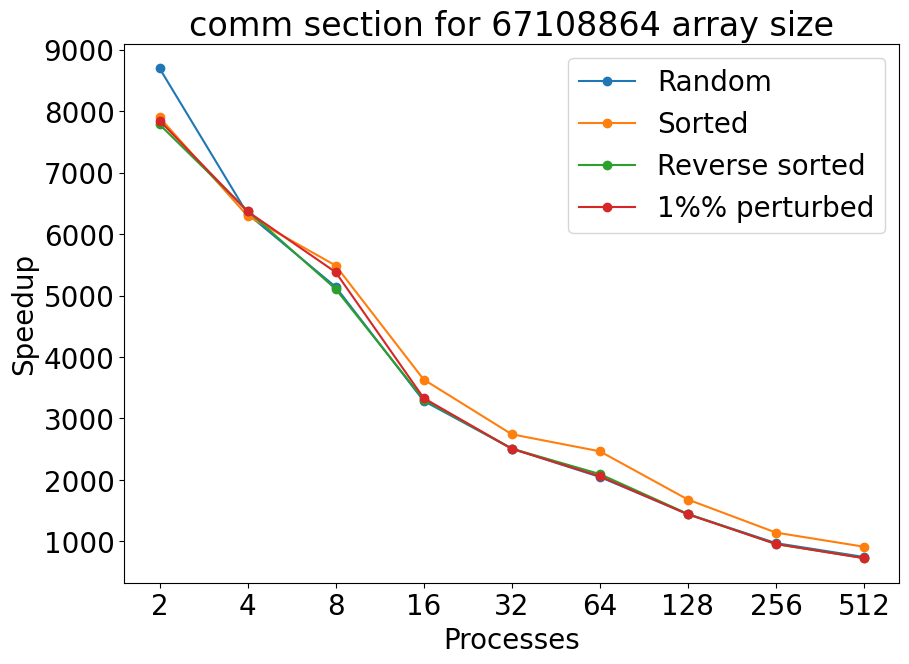 comm section for 67108864 array size
9000
8000
7000
6000
5000
4000
3000
2000
1000
Speedup
Random
Sorted
Reverse sorted
1%% perturbed
2 4 8 16 32 64 128 256 512
Processes